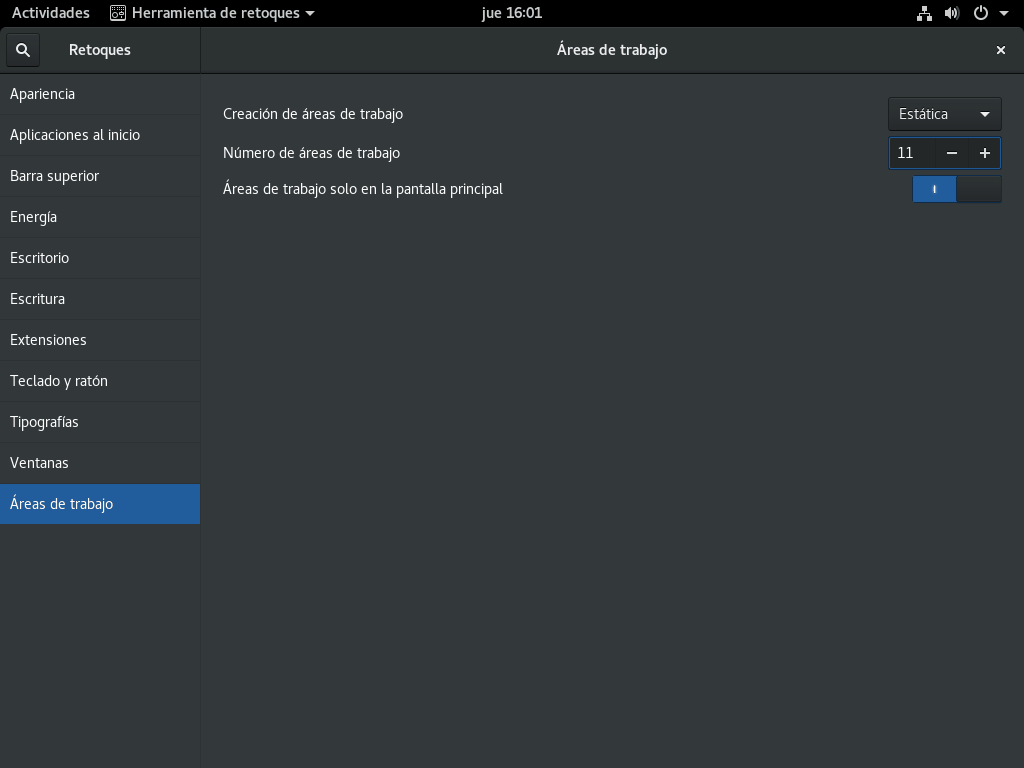 Actividades Herramienta de retoques jue 16:01
Retoques Áreas de trabajo
Apariencia
Aplicaciones al inicio
Barra superior
Energía
Escritorio
Escritura
Extensiones
Teclado y ratón
Tipografías
Ventanas
Áreas de trabajo
Creación de áreas de trabajo Estática
Número de áreas de trabajo 11
Áreas de trabajo solo en la pantalla principal